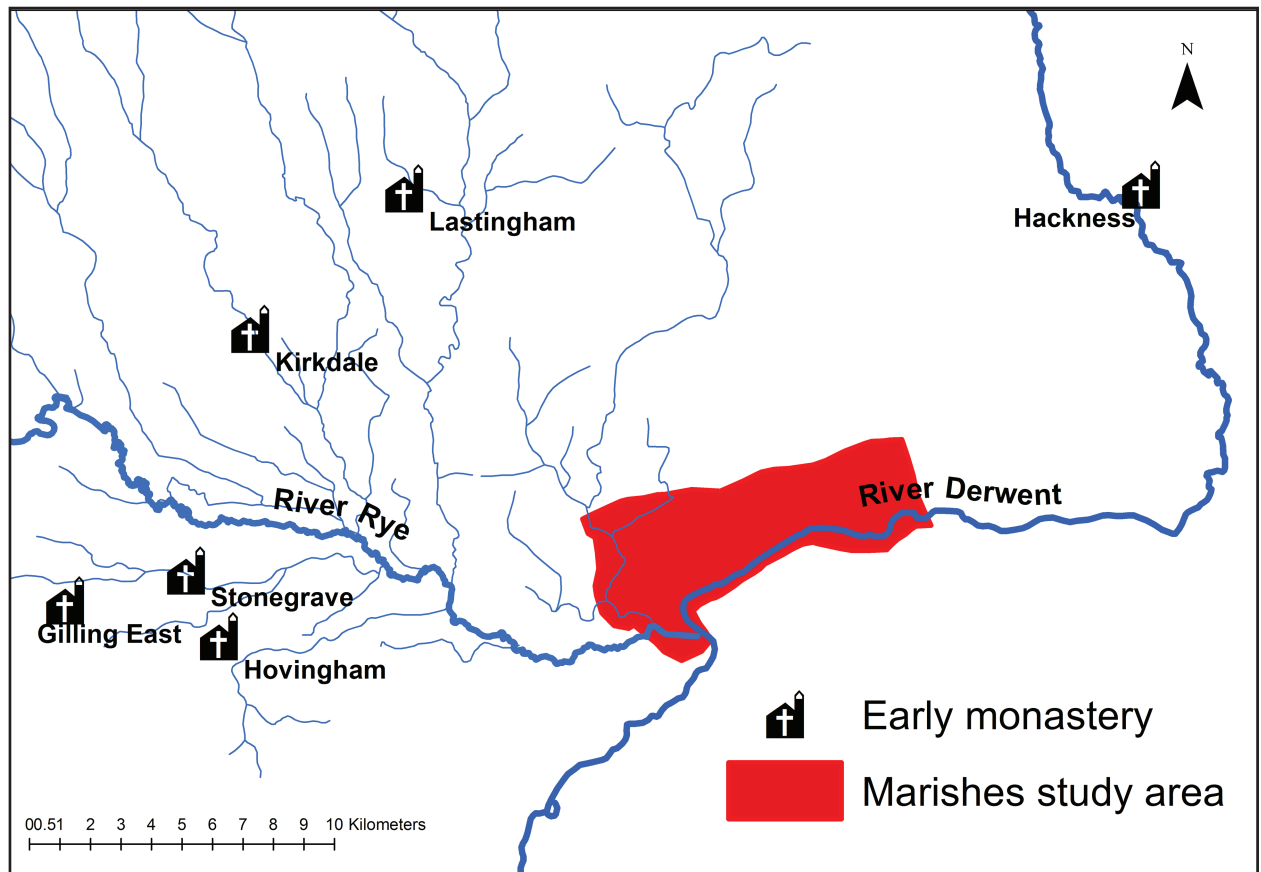 N
Lastingham
Hackness
Kirkdale
River Derwent
River Rye
Stonegrave
Gilling East
Hovingham
Early monastery
Marishes study area
00.51 2 3 4 5 6 7 8 9 10 Kilometers